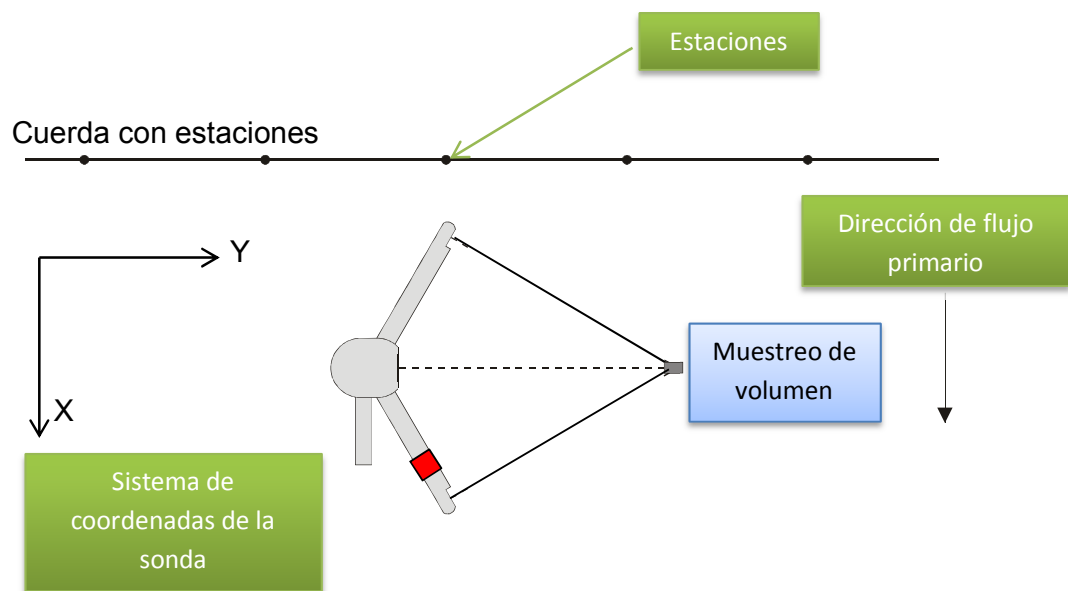 Estaciones
Cuerda con estaciones
Y
Dirección de flujo
primario
Muestreo de
volumen
X
Sistema de
coordenadas de la
sonda